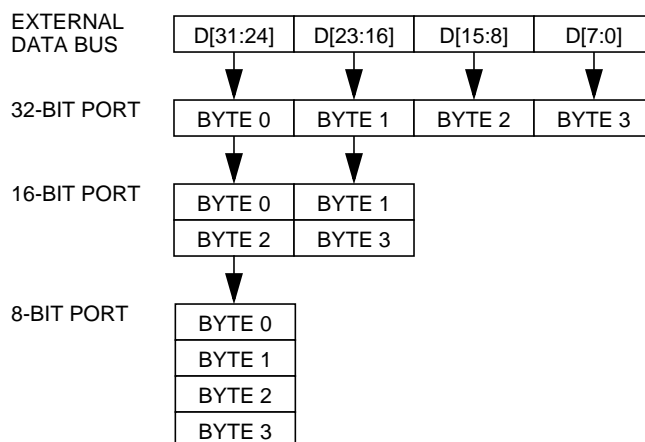 EXTERNAL
DATA BUS
D[31:24] D[23:16] D[15:8] D[7:0]
32-BIT PORT BYTE 0 BYTE 1 BYTE 2 BYTE 3
16-BIT PORT BYTE 0 BYTE 1
BYTE 2 BYTE 3
8-BIT PORT BYTE 0
BYTE 1
BYTE 2
BYTE 3